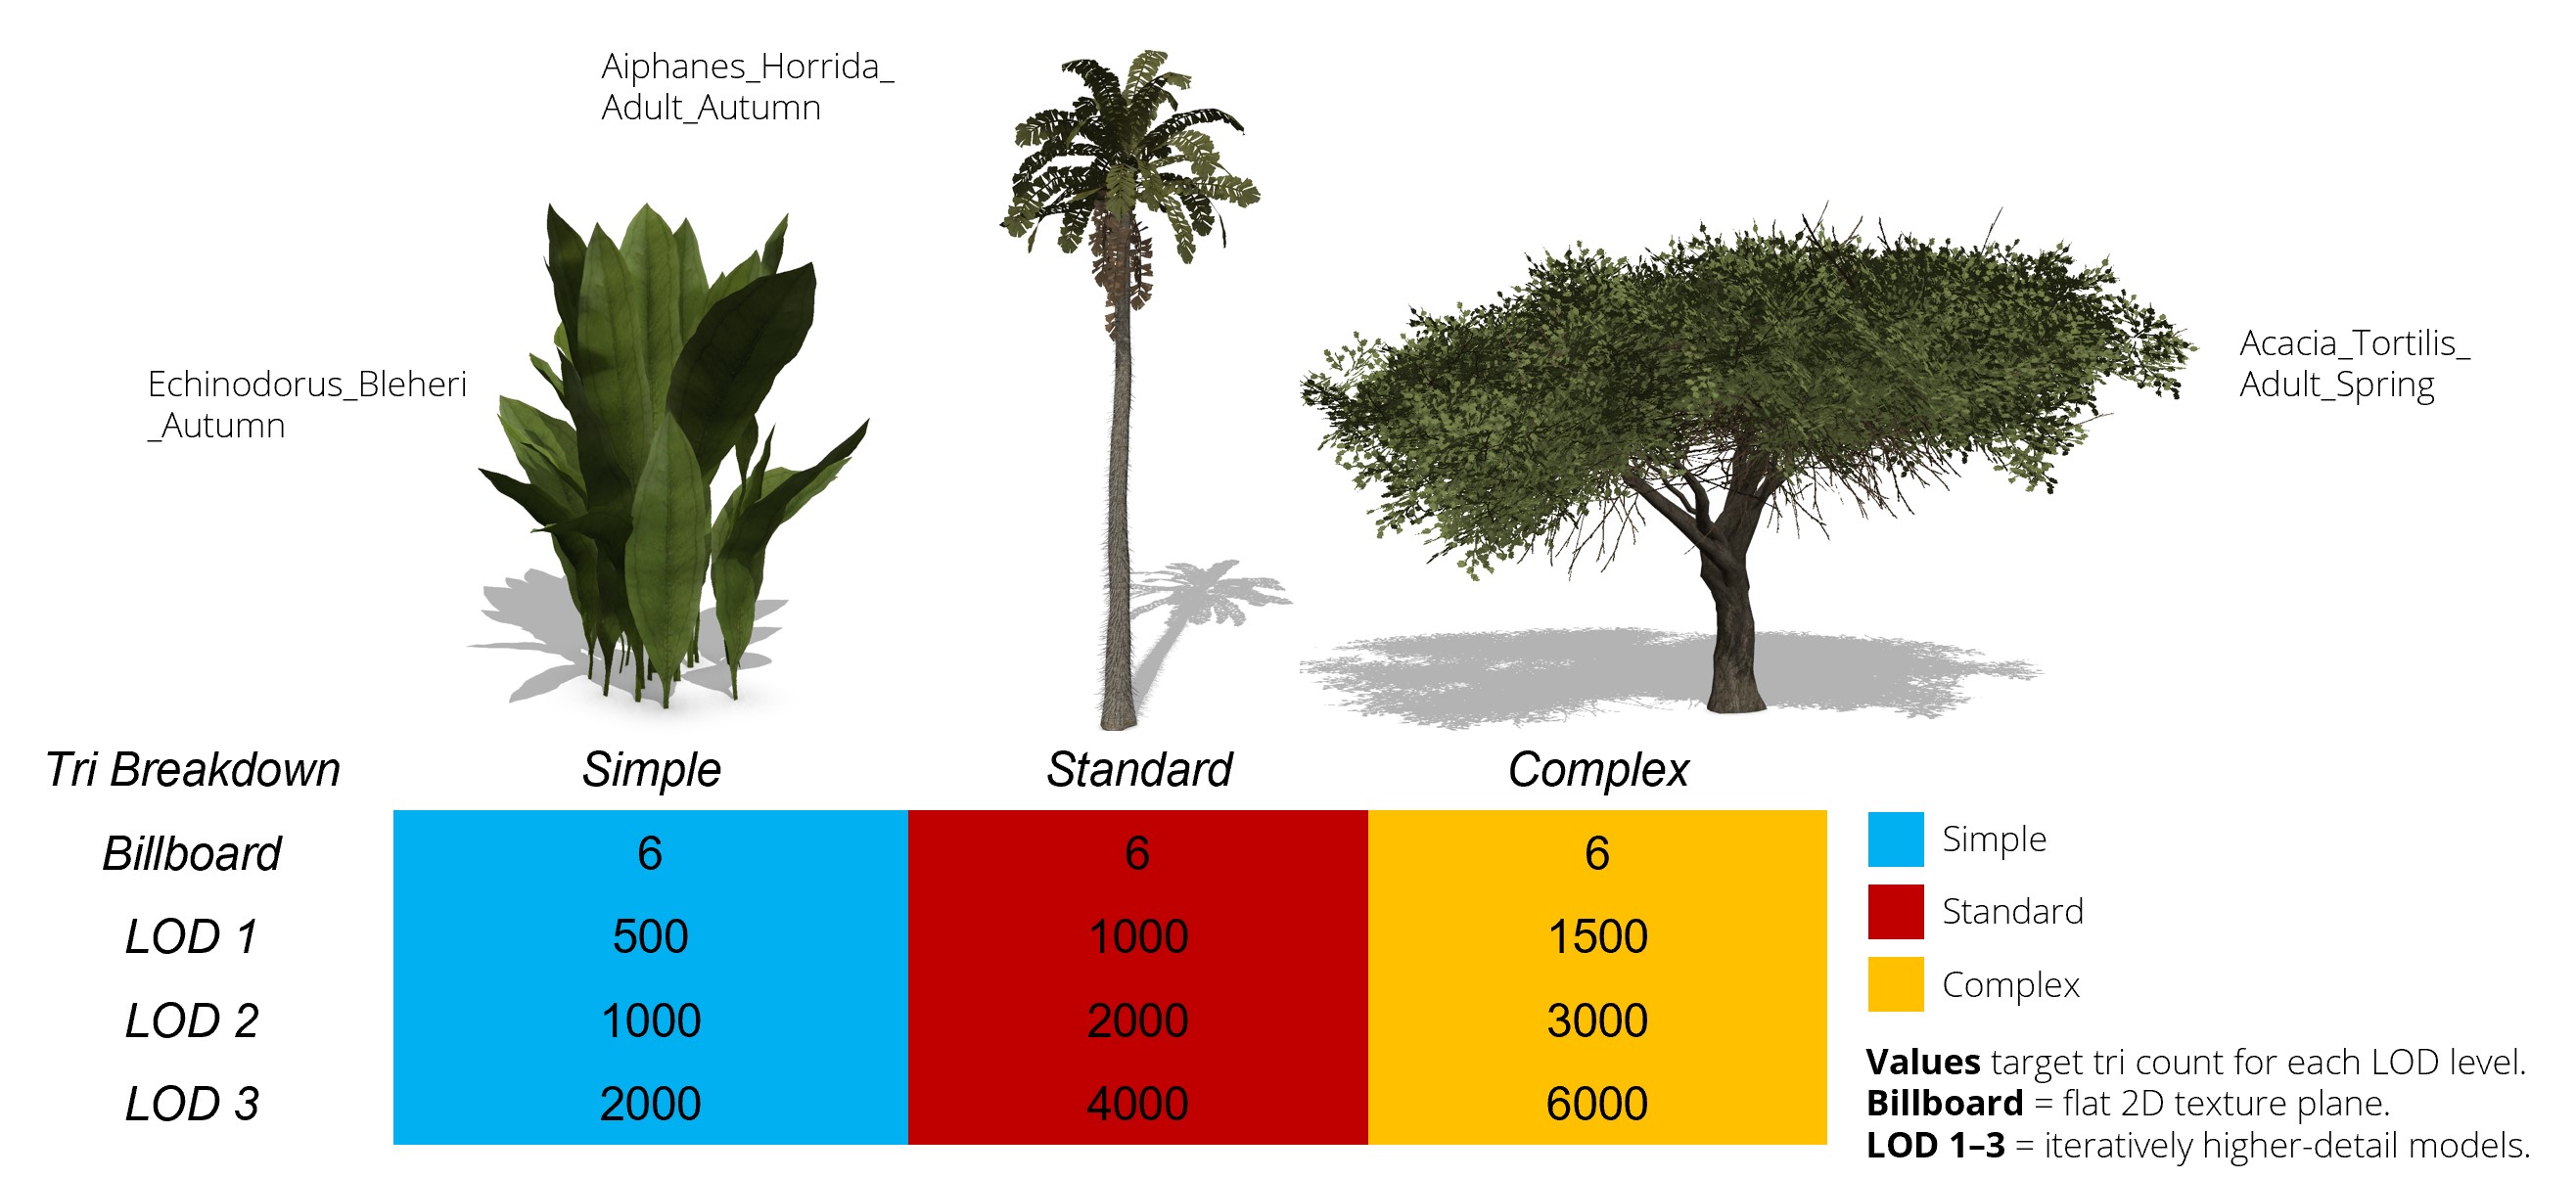 Aiphanes_Horrida_
Adult_Autumn
Echinodorus_Bleheri
_Autumn
Acacia_Tortilis_
Adult_Spring
Tri Breakdown Simple Standard Complex
Billboard 6 6 6
LOD 1 500 1000 1500
LOD 2 1000 2000 3000
LOD 3 2000 4000 6000
Simple
Standard
Complex
Values target tri count for each LOD level.
Billboard = flat 2D texture plane.
LOD 1–3 = iteratively higher-detail models.